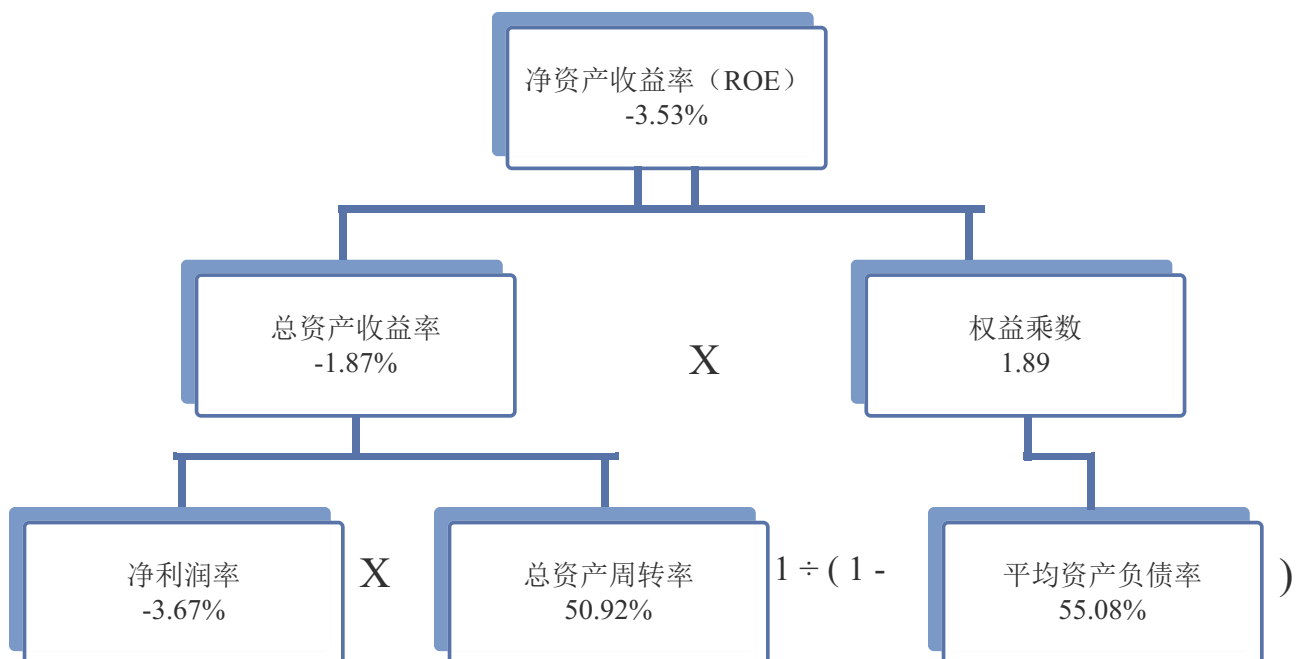 净资产收益率（ROE）
-3.53%
总资产收益率
-1.87%
X
权益乘数
1.89
净利润率
-3.67%
X
总资产周转率
50.92%
1 ÷ ( 1 -
平均资产负债率
55.08%
)